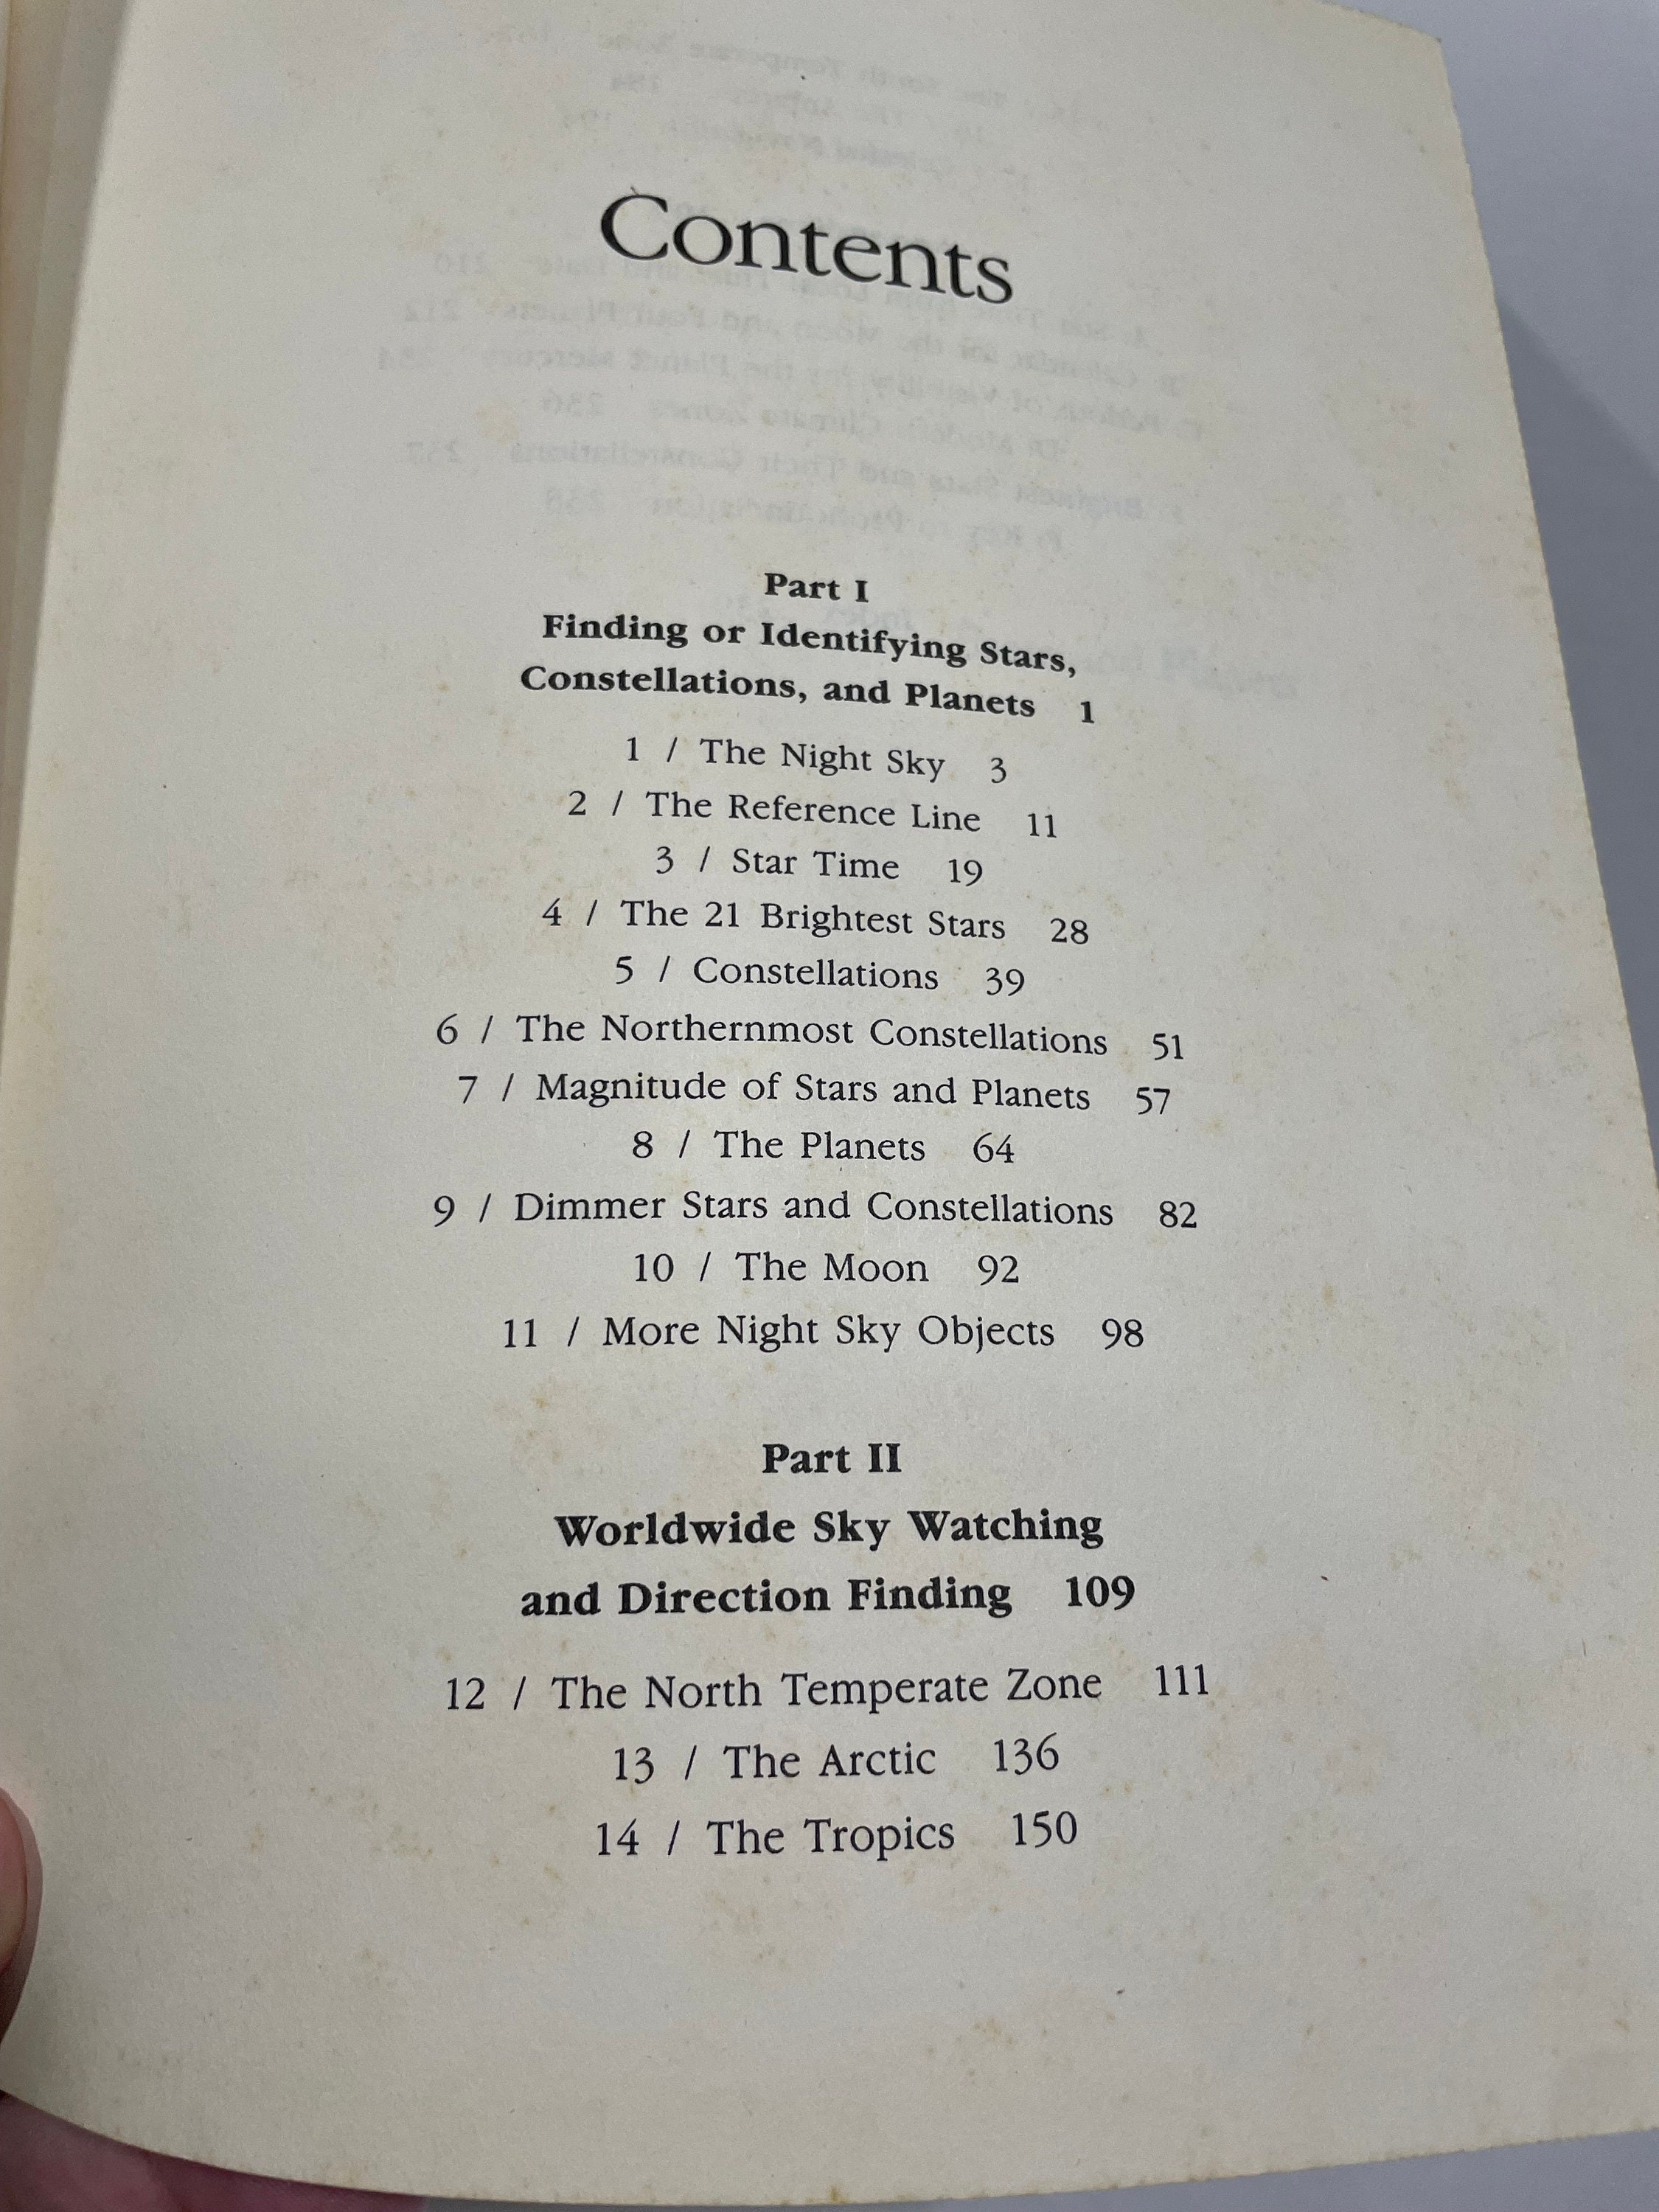 Contents
Part I
Finding or Identifying Stars,
Constellations, and Planets 1
1 / The Night Sky 3
2 / The Reference Line 11
3 / Star Time 19
4 / The 21 Brightest Stars 28
5 / Constellations 39
6 / The Northernmost Constellations 51
7 / Magnitude of Stars and Planets 57
8 / The Planets 64
9 / Dimmer Stars and Constellations 82
10 / The Moon 92
11 / More Night Sky Objects 98
Part II
Worldwide Sky Watching
and Direction Finding 109
12 / The North Temperate Zone 111
13 / The Arctic 136
14 / The Tropics 150